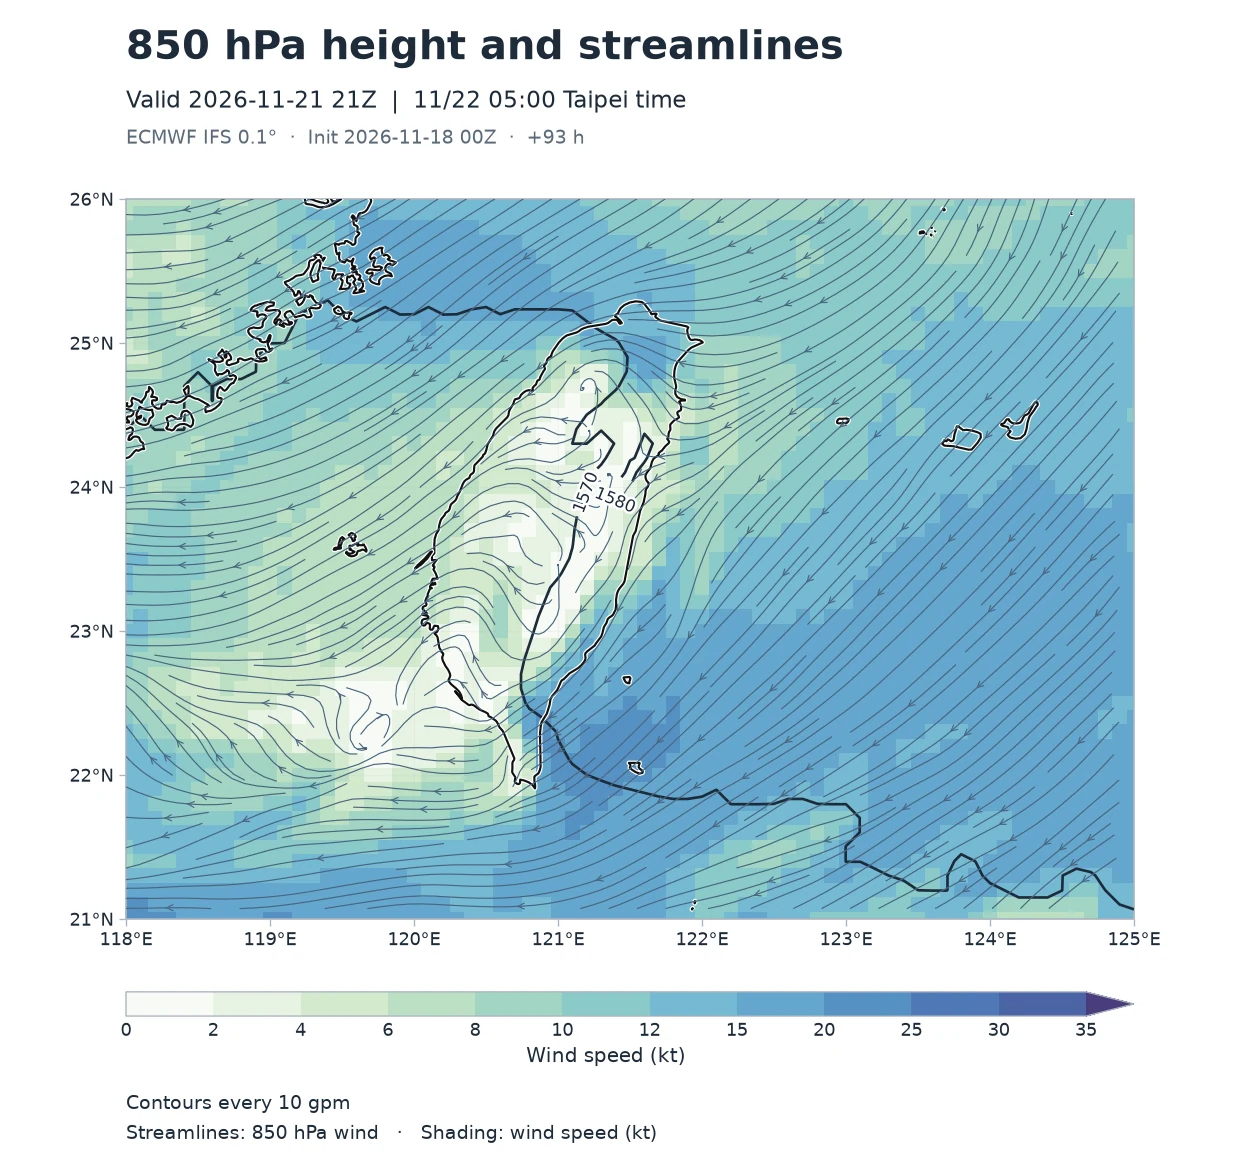 850 hPa height and streamlines
Valid 2026-11-21 21Z | 11/22 05:00 Taipei time
ECMWF IFS 0.1° · Init 2026-11-18 00Z · +93 h
26°N
25°N
24°N
23°N
22°N
21°N
1570
1580
118°E 119°E 120°E 121°E 122°E 123°E 124°E 125°E
0 2 4 6 8 10 12 15 20 25 30 35
Wind speed (kt)
Contours every 10 gpm
Streamlines: 850 hPa wind · Shading: wind speed (kt)